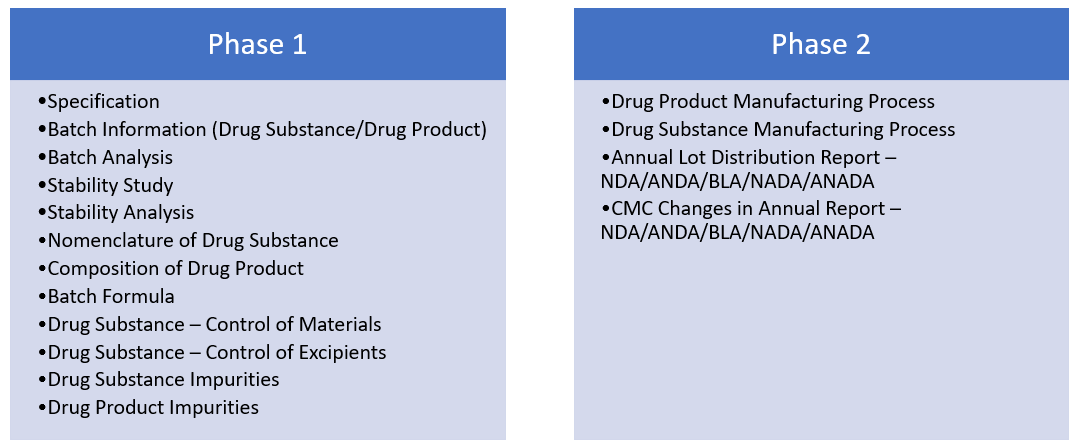 Phase 1
•Specification
•Batch Information (Drug Substance/Drug Product)
•Batch Analysis
•Stability Study
•Stability Analysis
•Nomenclature of Drug Substance
•Composition of Drug Product
•Batch Formula
•Drug Substance – Control of Materials
•Drug Substance – Control of Excipients
•Drug Substance Impurities
•Drug Product Impurities
Phase 2
•Drug Product Manufacturing Process
•Drug Substance Manufacturing Process
•Annual Lot Distribution Report –
NDA/ANDA/BLA/NADA/ANADA
•CMC Changes in Annual Report –
NDA/ANDA/BLA/NADA/ANADA